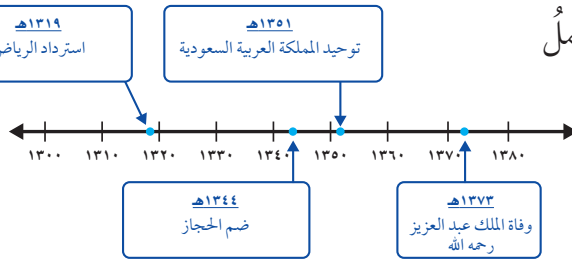 ١٣١٩هـ
استرداد الرياض
١٣٥١هـ
توحيد المملكة العربية السعودية
١٣٠٠ ١٣١٠ ١٣٢٠ ١٣٣٠ ١٣٤٠ ١٣٥٠ ١٣٦٠ ١٣٧٠ ١٣٨٠
١٣٤٤هـ
ضم الحجاز
١٣٧٣هـ
وفاة الملك عبد العزيز
رحمه الله